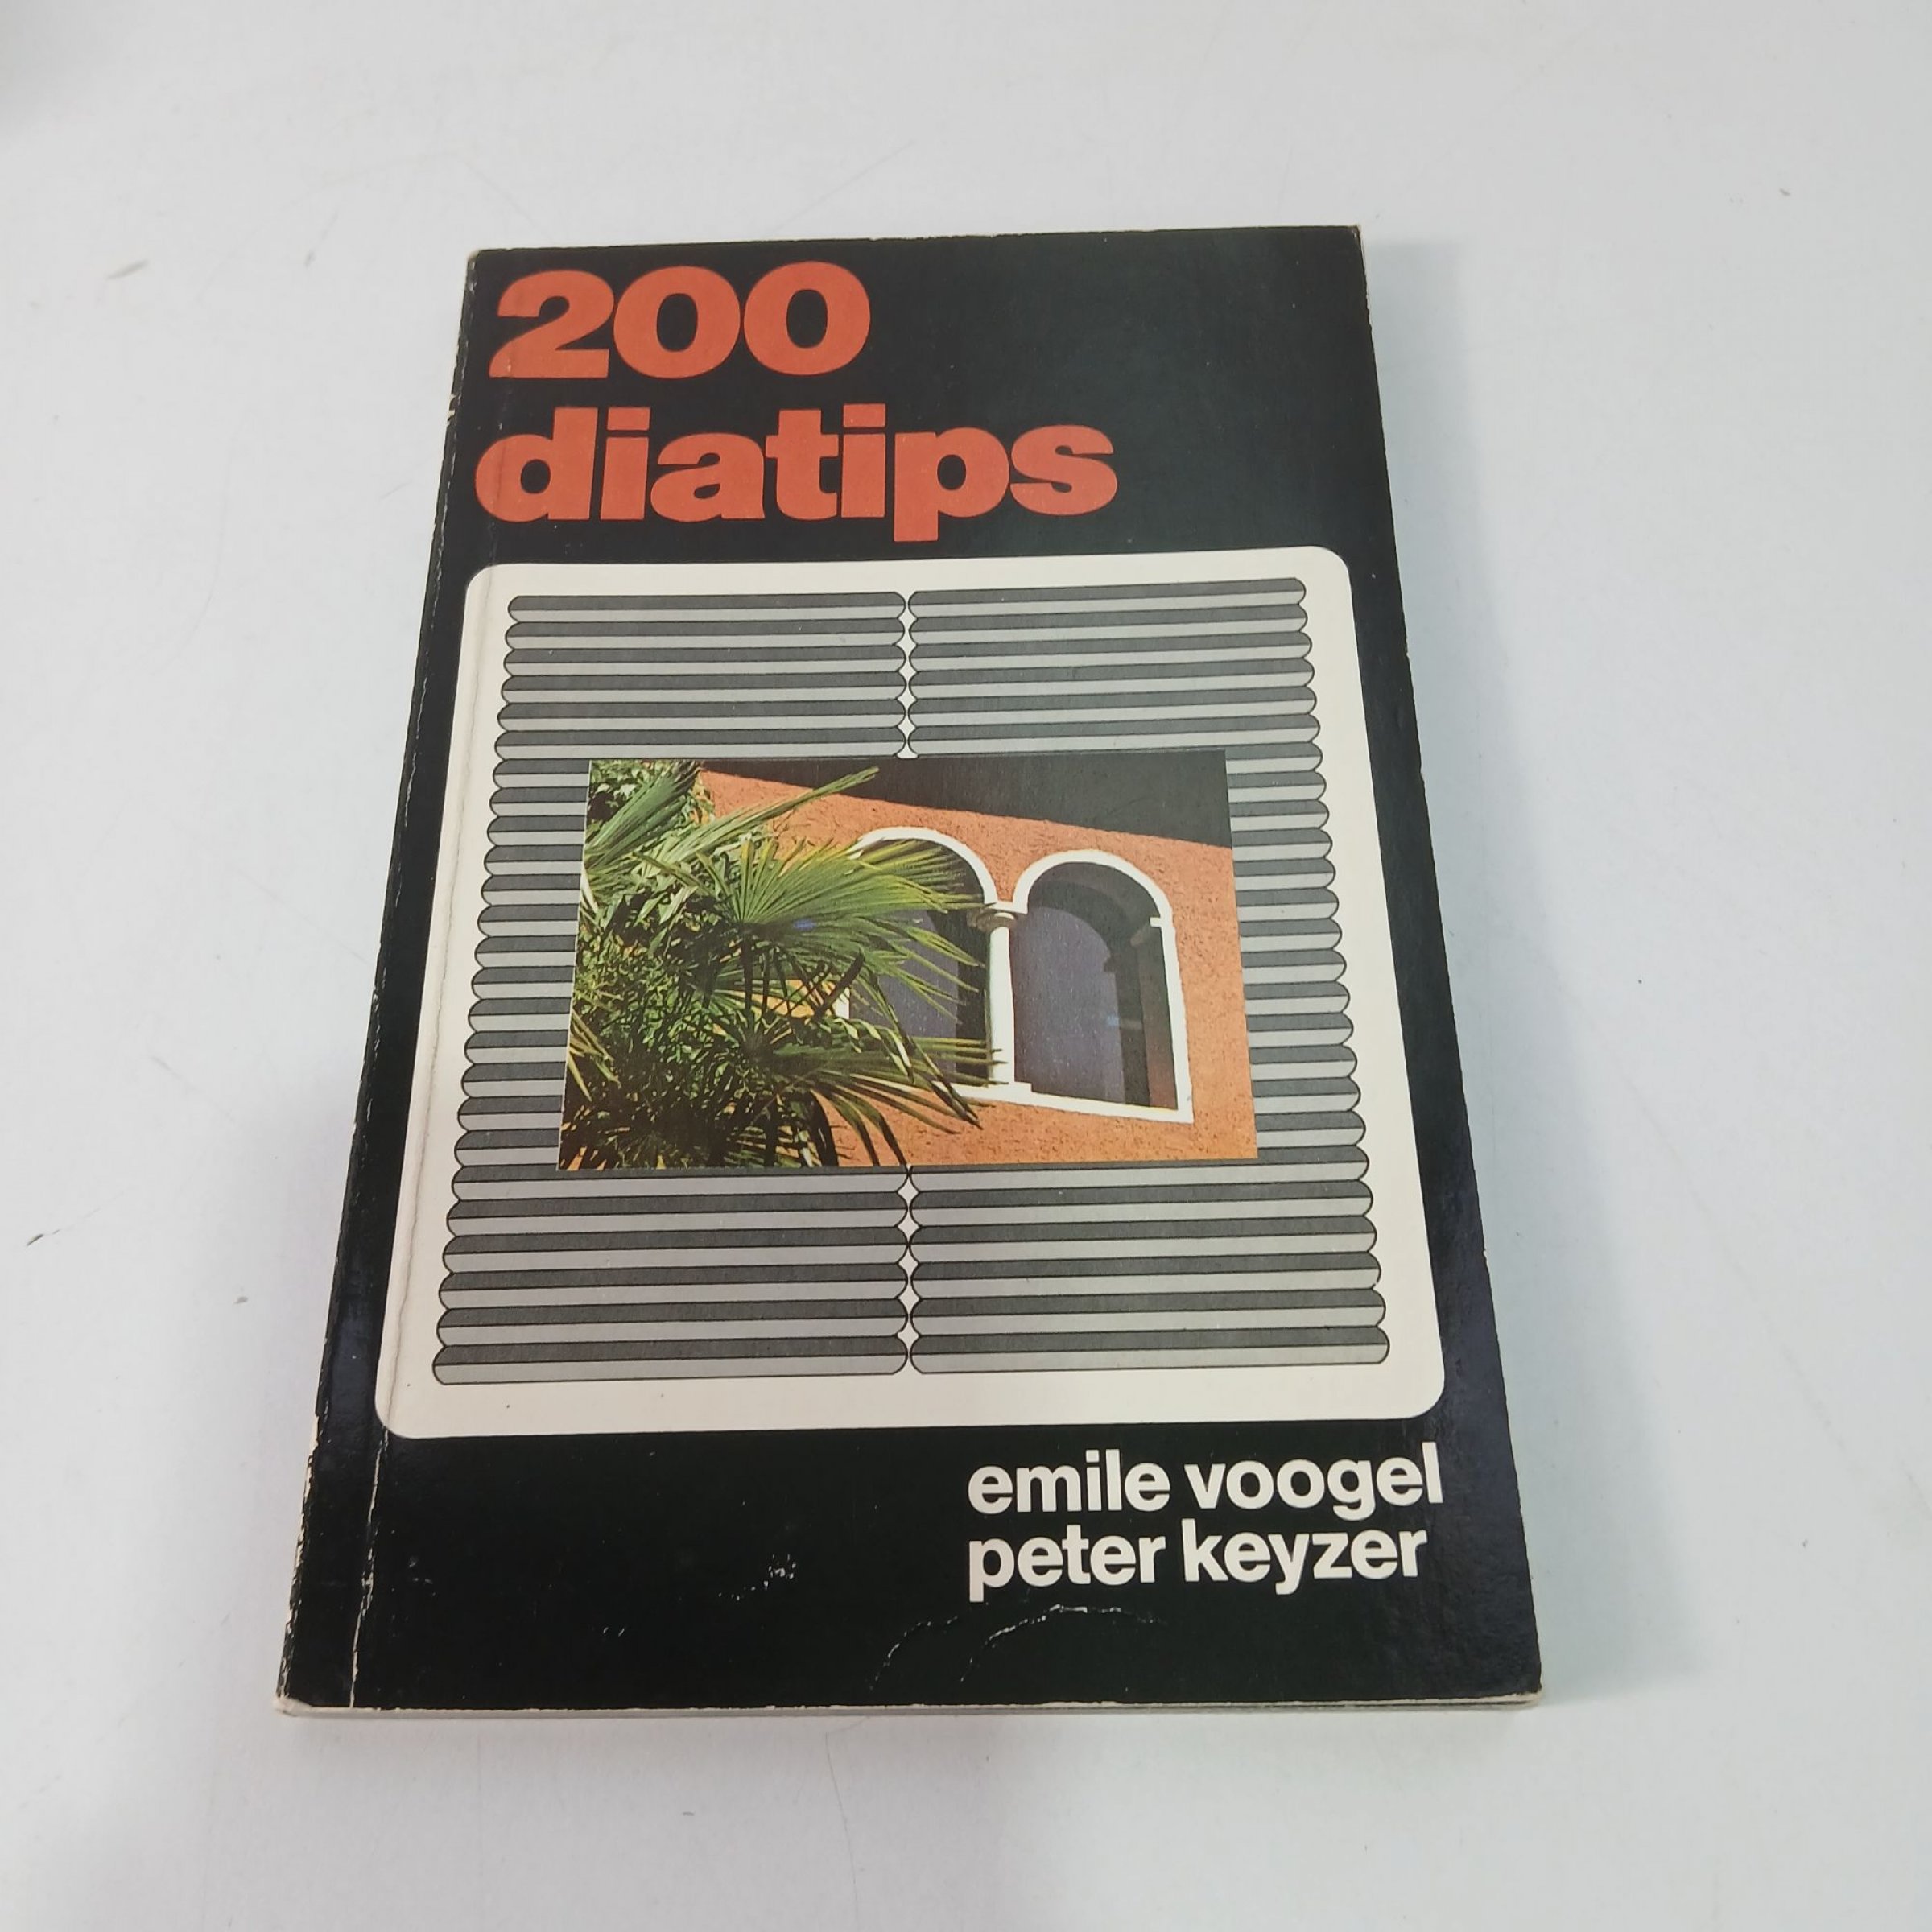 200
diatips
emile voogel
peter keyzer